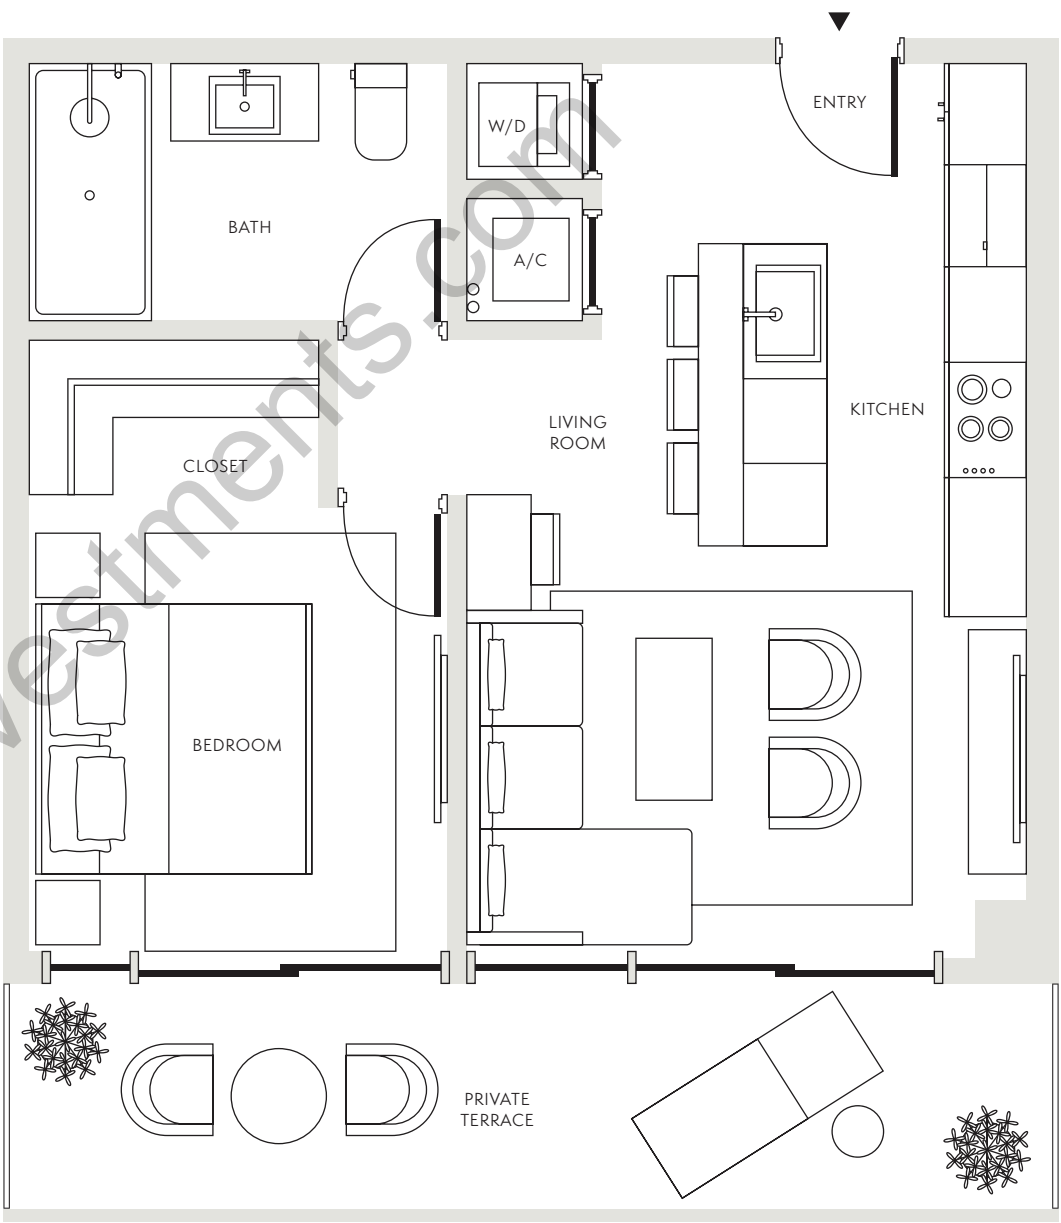 ENTRY
W/D
BATH
A/C
KITCHEN
LIVING
ROOM
CLOSET
BEDROOM
PRIVATE
TERRACE
vestments.com